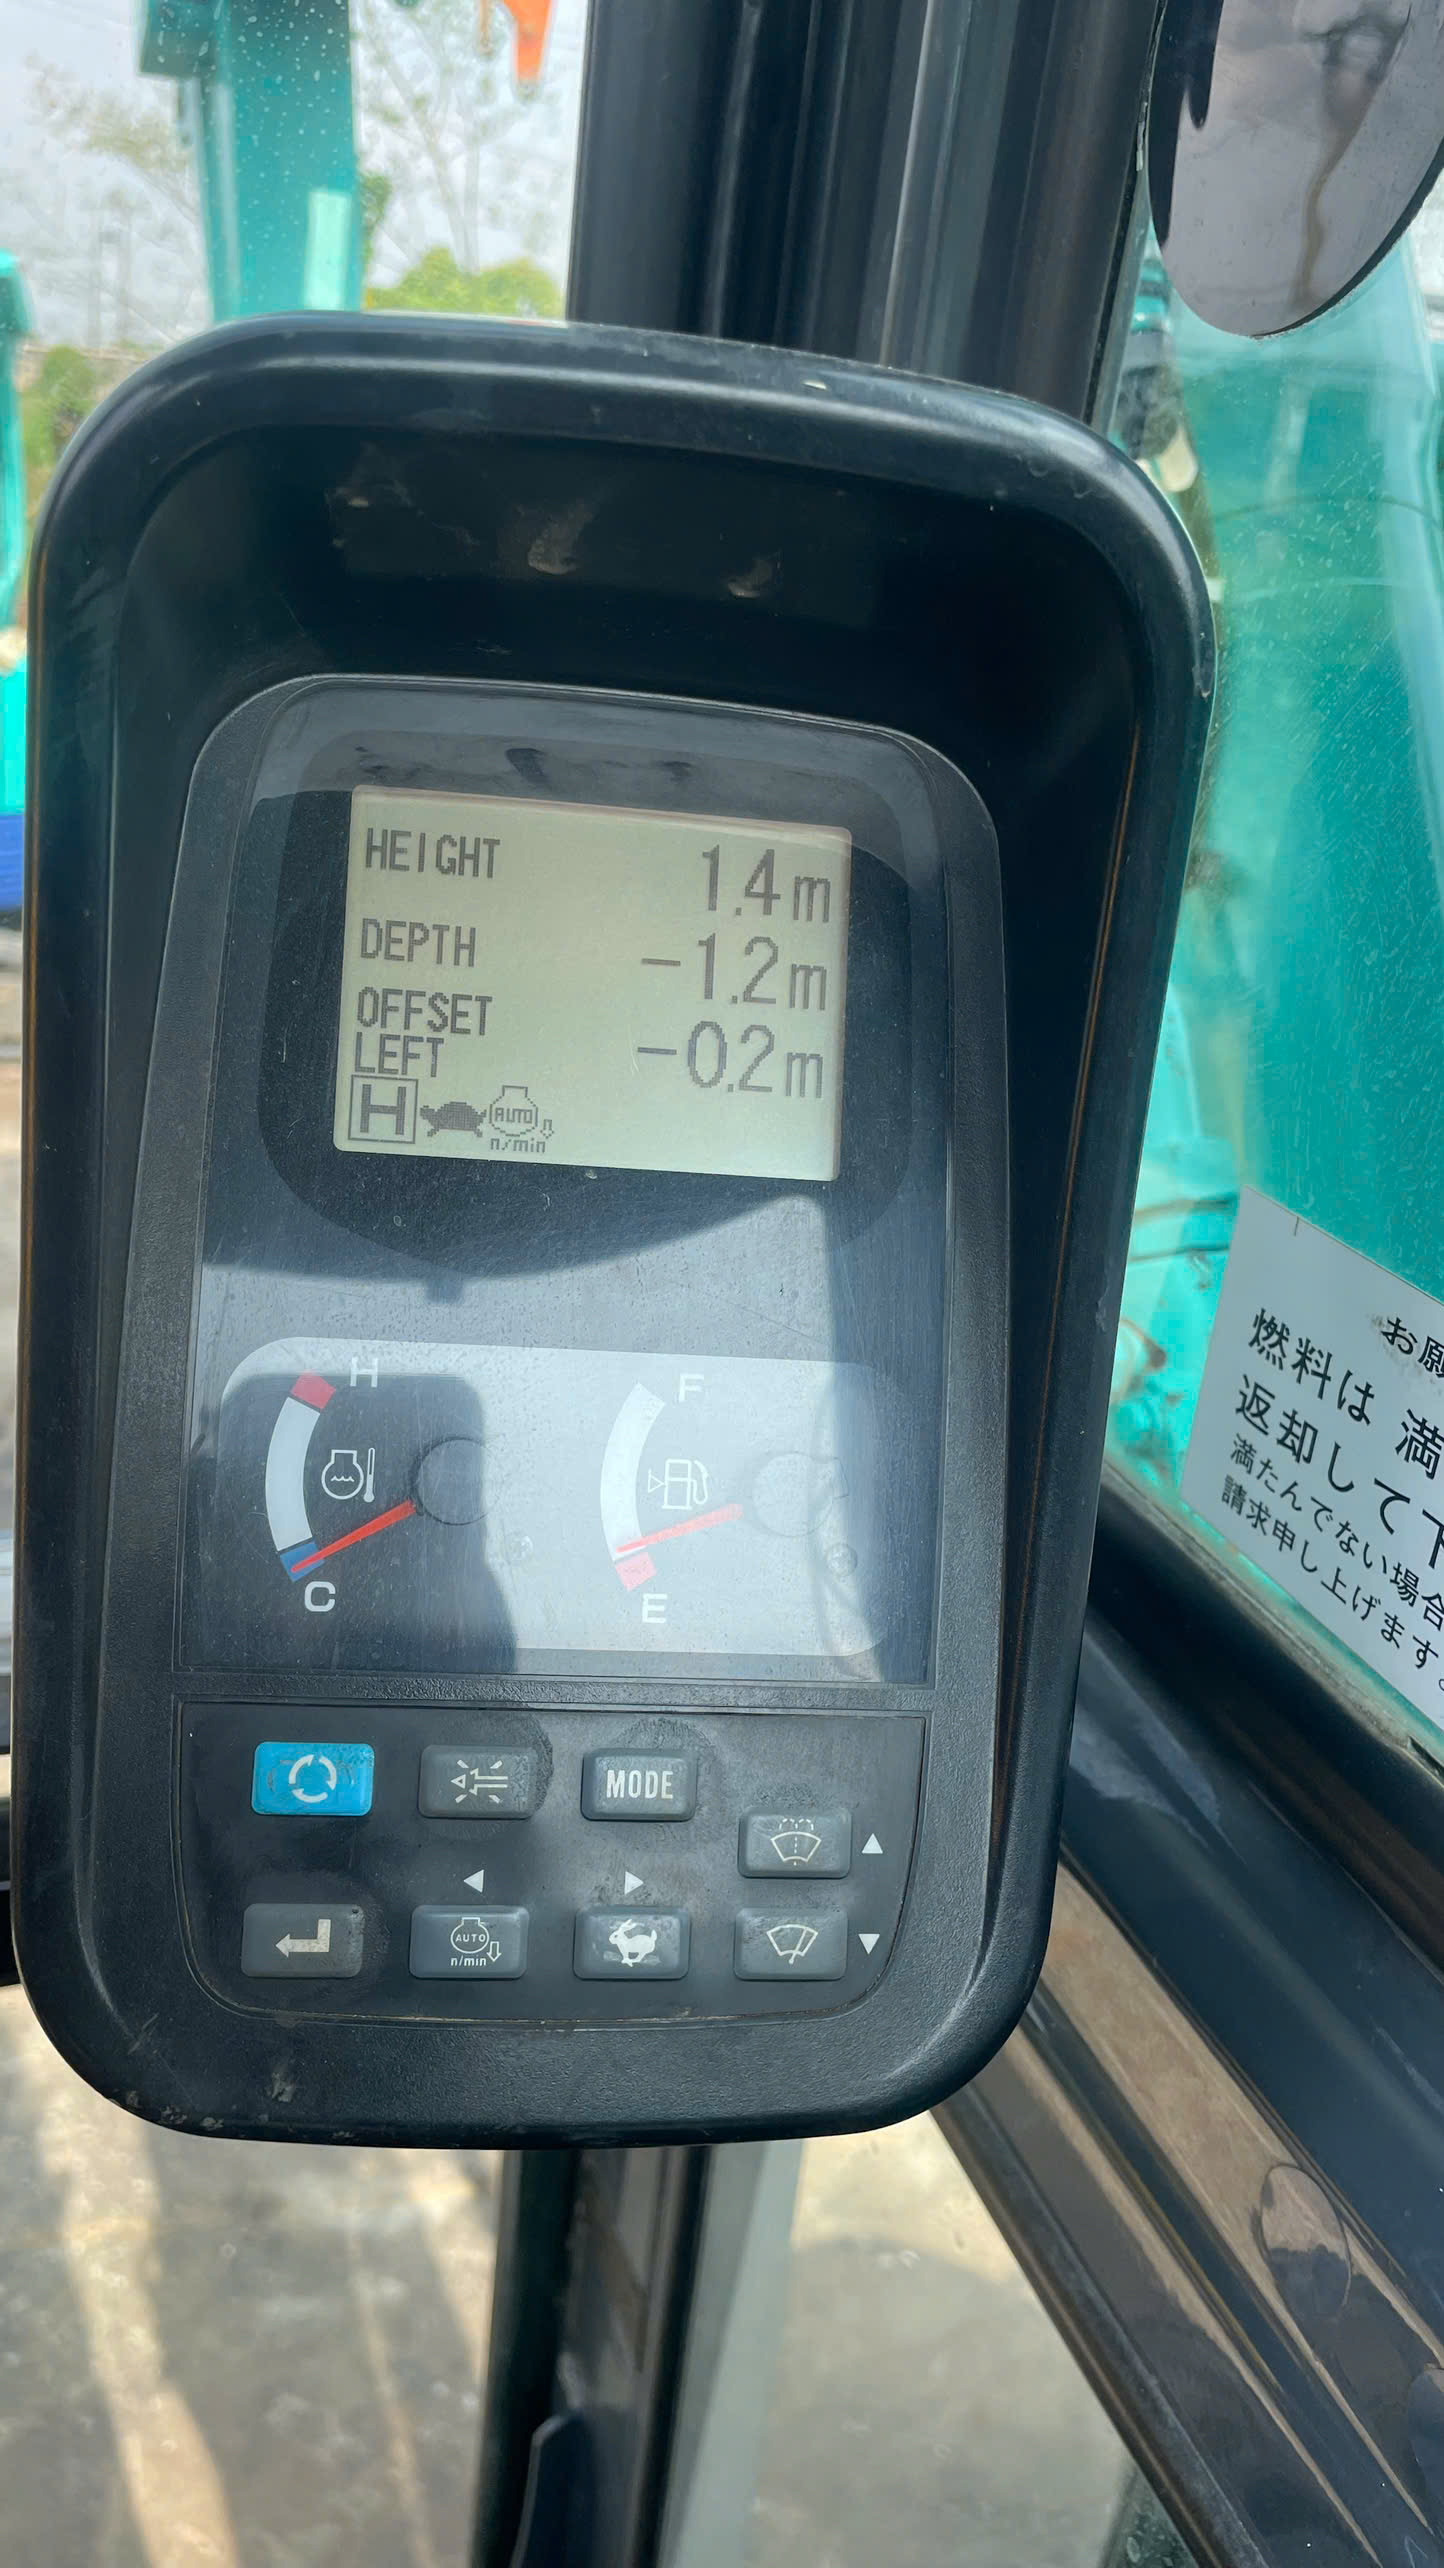 HEIGHT 1.4m
DEPTH -1.2m
OFFSET
LEFT -0.2m
H AUTO
n/min
H
F
C
E
MODE
AUTO
n/min
お願
燃料は 満
返却して下
満たんでない場合
請求申し上げます。